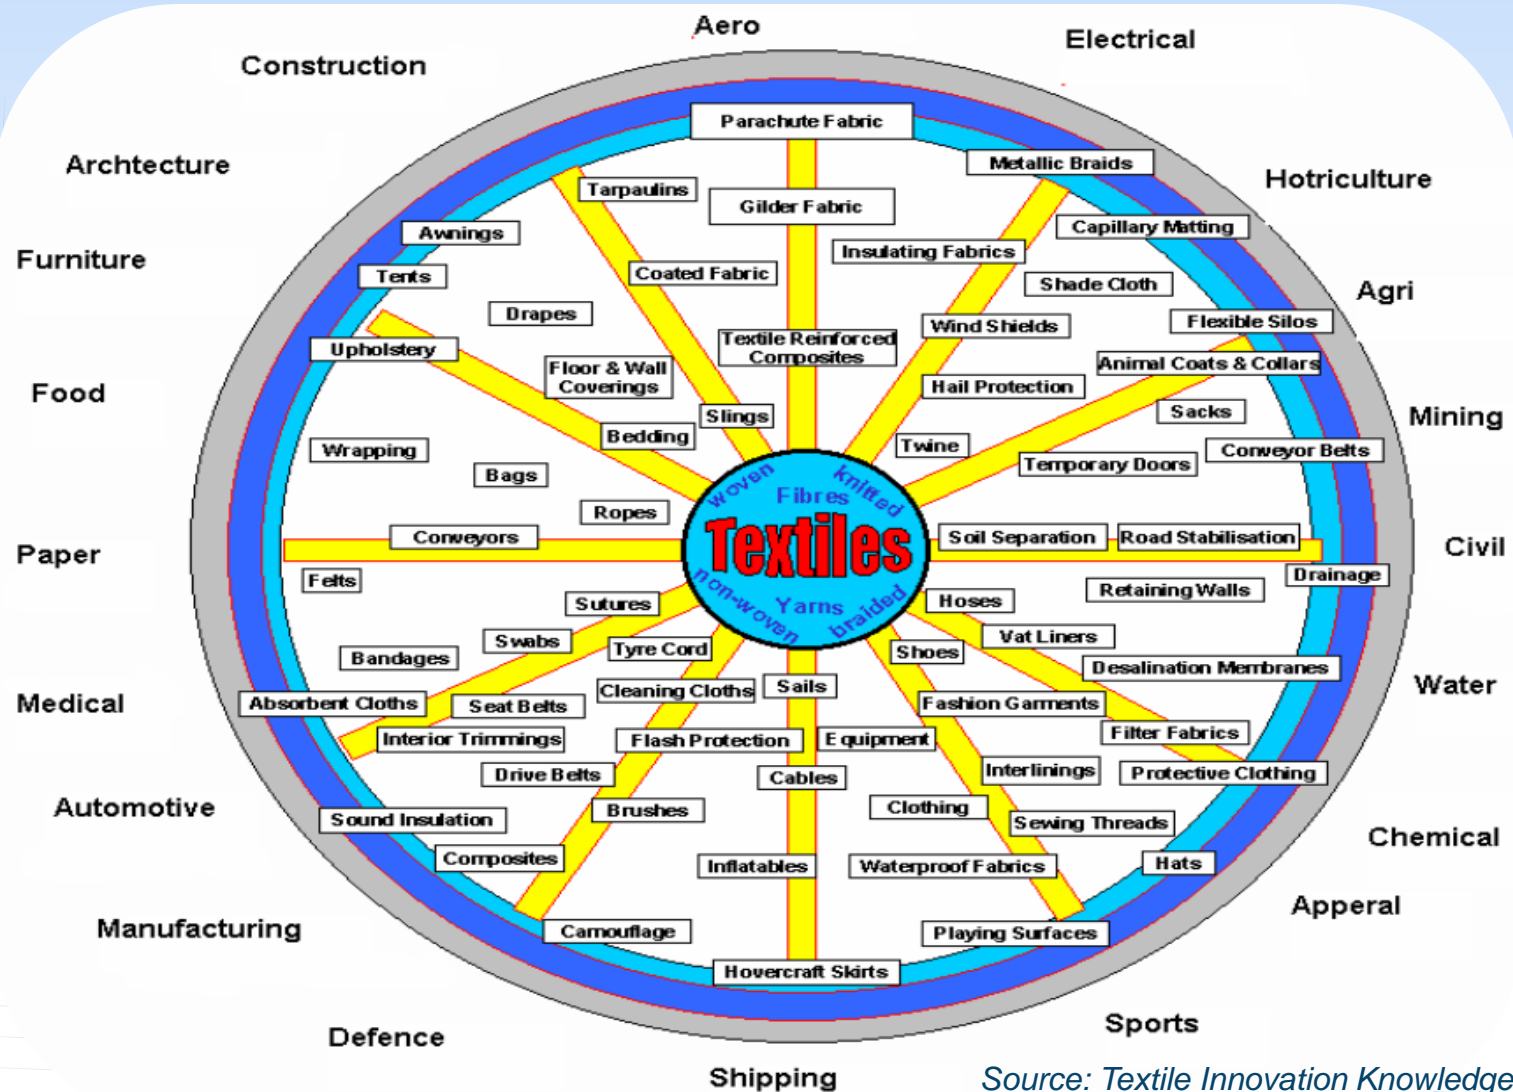 Aero
Electrical
Construction
Parachute Fabric
Metallic Braids
Archtecture
Hotriculture
Tarpaulins
Gilder Fabric
Capillary Matting
Awnings
Insulating Fabrics
Furniture
Tents
Coated Fabric
Shade Cloth
Agri
Drapes
Wind Shields
Flexible Silos
Upholstery
Textile Reinforced
Composites
Floor & Wall
Coverings
Animal Coats & Collars
Food
Hail Protection
Slings
Sacks
Mining
Bedding
Twine
Wrapping
Conveyor Belts
Bags
Temporary Doors
woven
knitted
Fibres
Ropes
Conveyors
Textiles
Soil Separation
Road Stabilisation
Paper
Civil
Felts
Drainage
Retaining Walls
Sutures
non-woven
Yarns
braided
Hoses
Swabs
Tyre Cord
Vat Liners
Bandages
Shoes
Desalination Membranes
Cleaning Cloths
Sails
Water
Medical
Absorbent Cloths
Seat Belts
Fashion Garments
Interior Trimmings
Flash Protection
Equipment
Filter Fabrics
Drive Belts
Cables
Interlinings
Protective Clothing
Automotive
Brushes
Clothing
Sound Insulation
Sewing Threads
Chemical
Composites
Inflatables
Waterproof Fabrics
Hats
Apperal
Manufacturing
Camouflage
Playing Surfaces
Hovercraft Skirts
Defence
Sports
Shipping
Source: Textile Innovation Knowledge